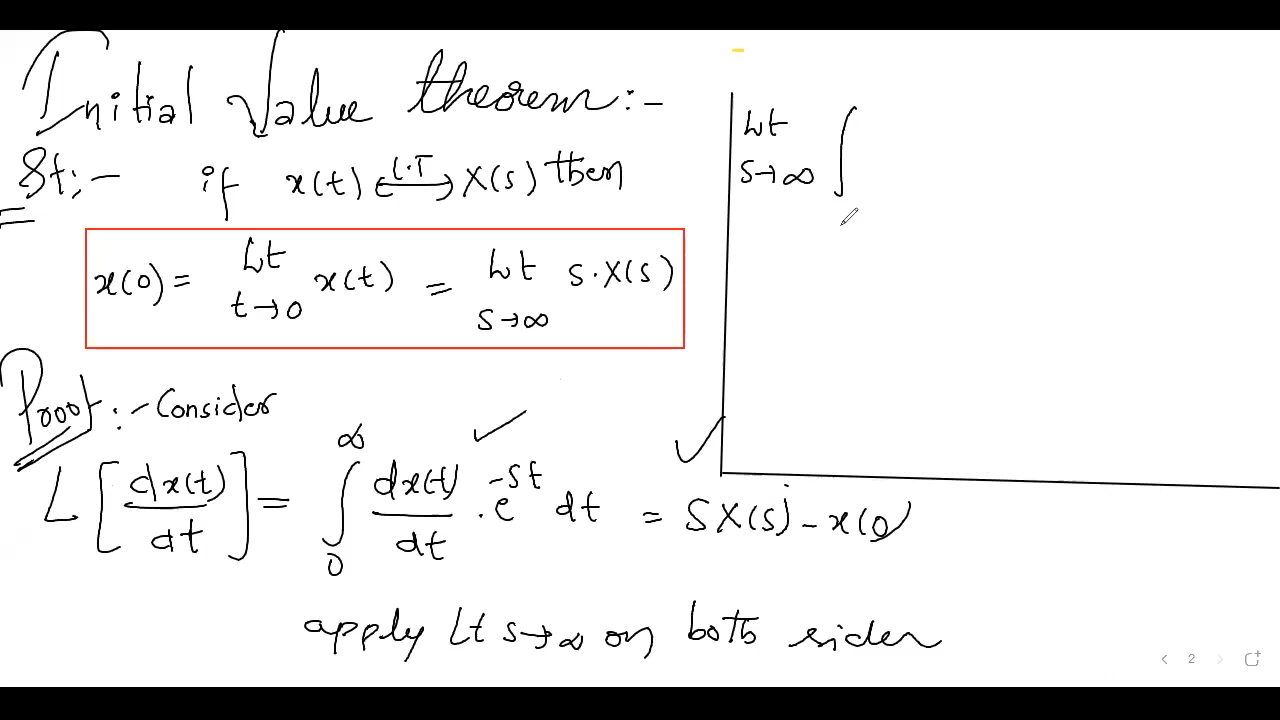 Initial Value theorem:-
St:- if x(t) ⟷ L.T X(s) then
x(0) = Lt t→0 x(t) = Lt s→∞ s.X(s)
Proof:- Consider
L[dx(t)/dt] = ∫₀^∞ dx(t)/dt . e^-st dt = SX(s) - x(0)
apply Lt s→∞ on both sides
Lt s→∞ ∫
2